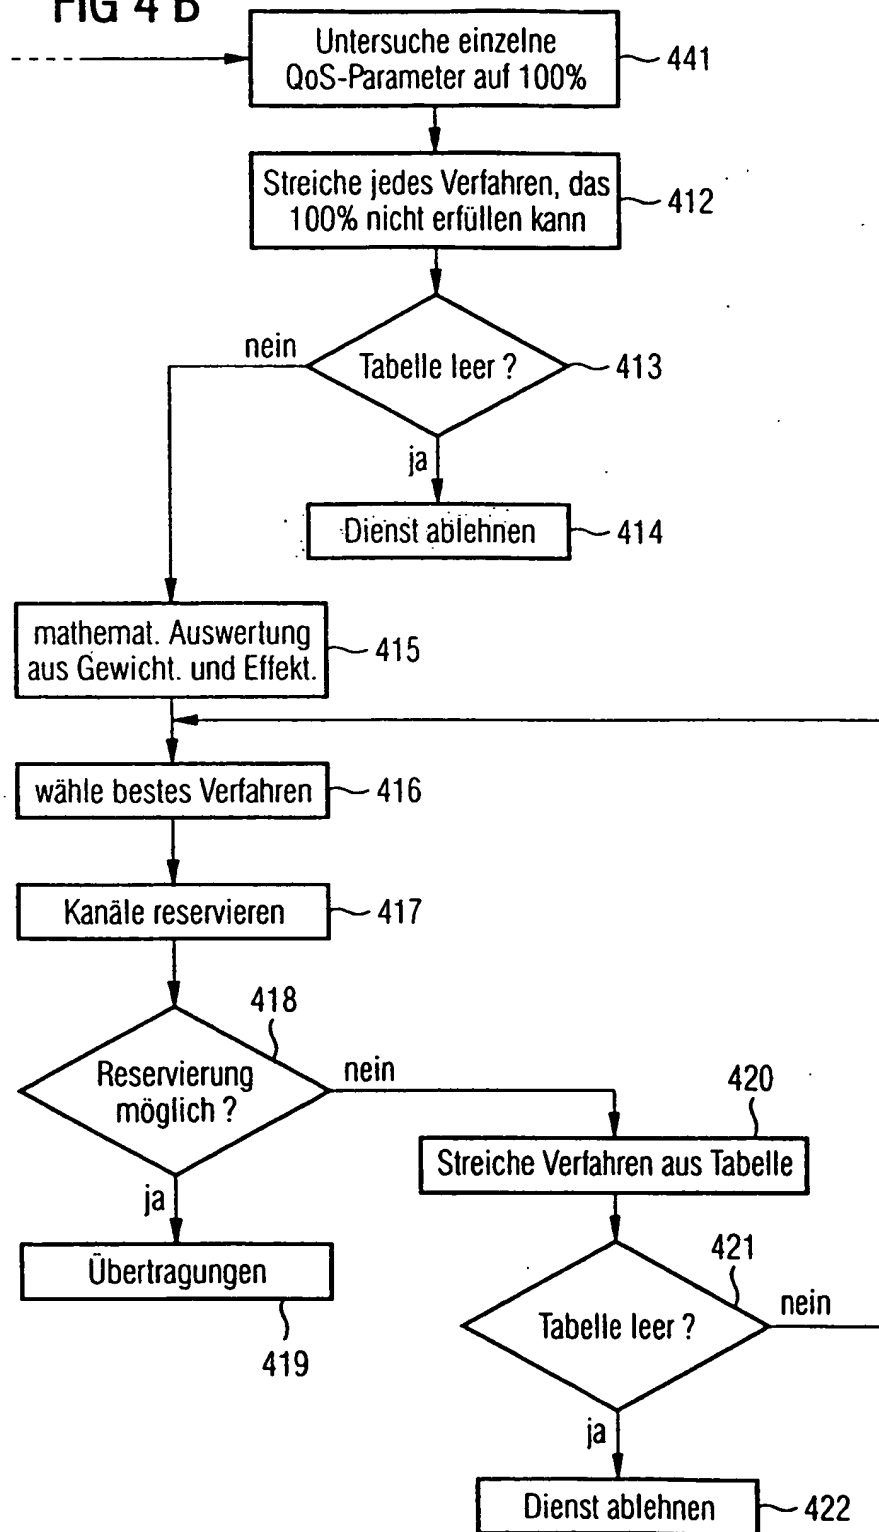 FIG 4 B
Untersuche einzelne
QoS-Parameter auf 100%
441
Streiche jedes Verfahren, das
100% nicht erfüllen kann
412
nein
Tabelle leer ?
413
ja
Dienst ablehnen
414
mathemat. Auswertung
aus Gewicht. und Effekt.
415
wähle bestes Verfahren
416
Kanäle reservieren
417
418
Reservierung
möglich ?
nein
420
Streiche Verfahren aus Tabelle
ja
Übertragungen
419
421
Tabelle leer ?
nein
ja
Dienst ablehnen
422